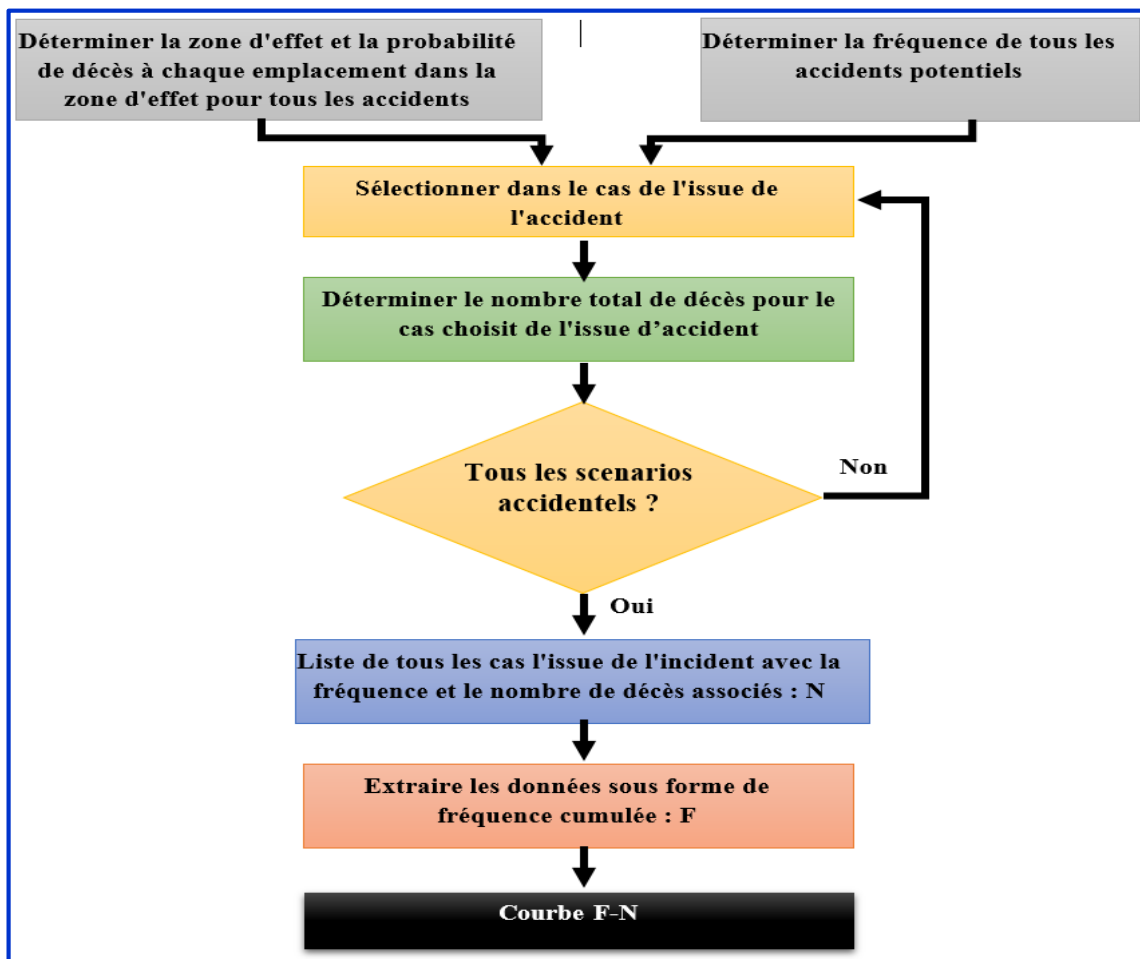 Déterminer la zone d'effet et la probabilité
de décès à chaque emplacement dans la
zone d'effet pour tous les accidents
Déterminer la fréquence de tous les
accidents potentiels
Sélectionner dans le cas de l'issue de
l'accident
Déterminer le nombre total de décès pour le
cas choisit de l'issue d’accident
Tous les scenarios
accidentels ?
Non
Oui
Liste de tous les cas l'issue de l'incident avec la
fréquence et le nombre de décès associés : N
Extraire les données sous forme de
fréquence cumulée : F
Courbe F-N